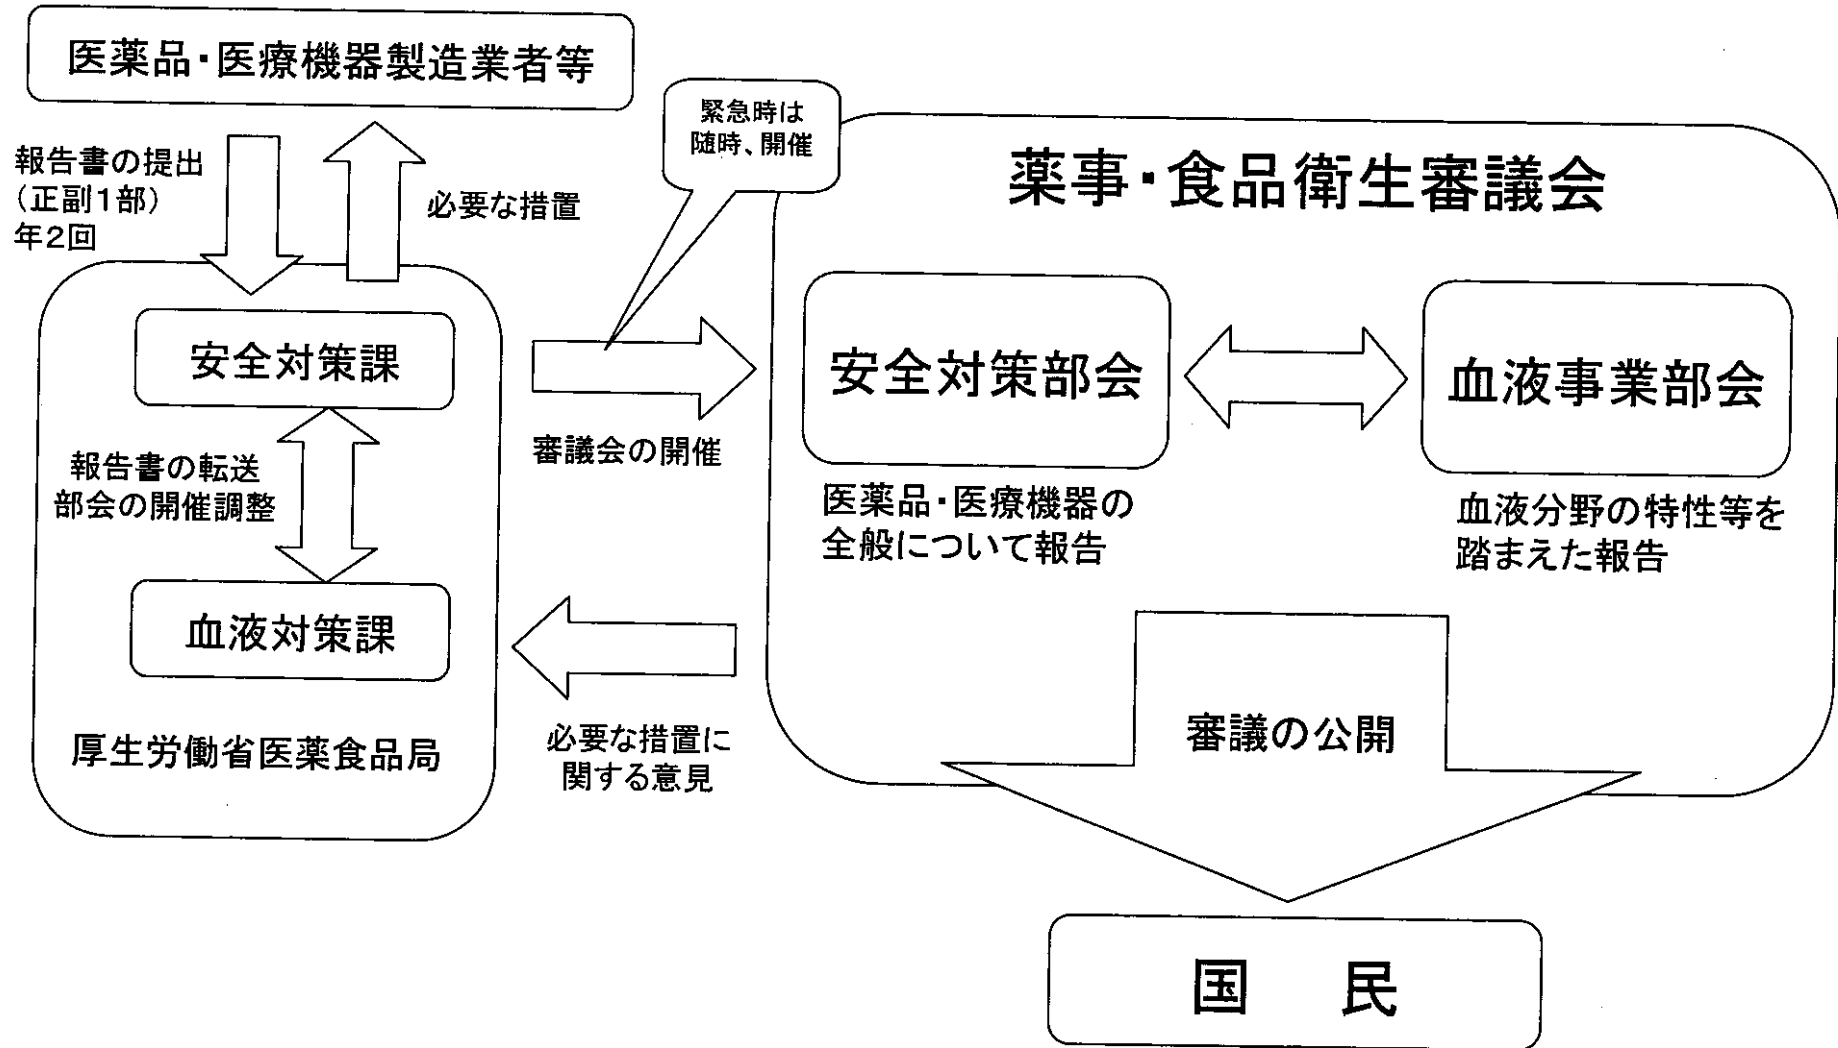 医薬品・医療機器製造業者等
緊急時は
随時、開催
報告書の提出
(正副1部)
年2回
必要な措置
薬事・食品衛生審議会
安全対策課
報告書の転送
部会の開催調整
血液対策課
厚生労働省医薬食品局
審議会の開催
必要な措置に
関する意見
安全対策部会
医薬品・医療機器の
全般について報告
血液事業部会
血液分野の特性等を
踏まえた報告
審議の公開
国 民